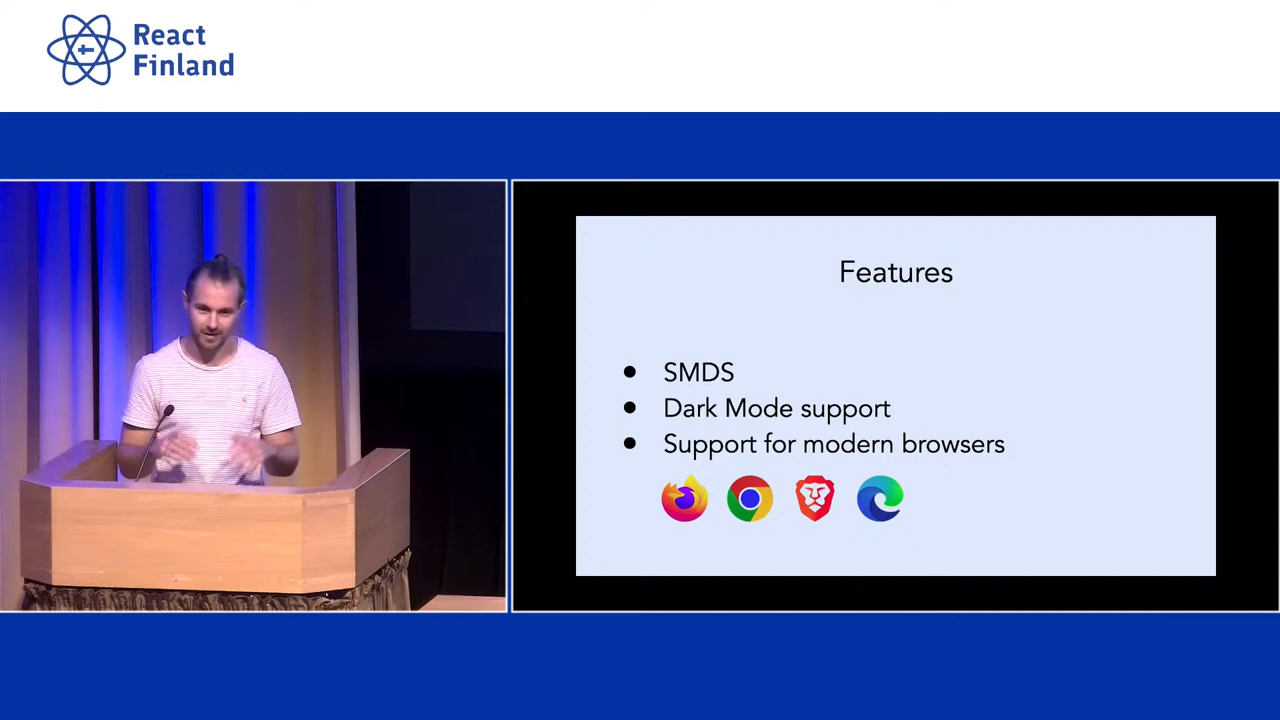 React
Finland
Features
SMDS
Dark Mode support
Support for modern browsers